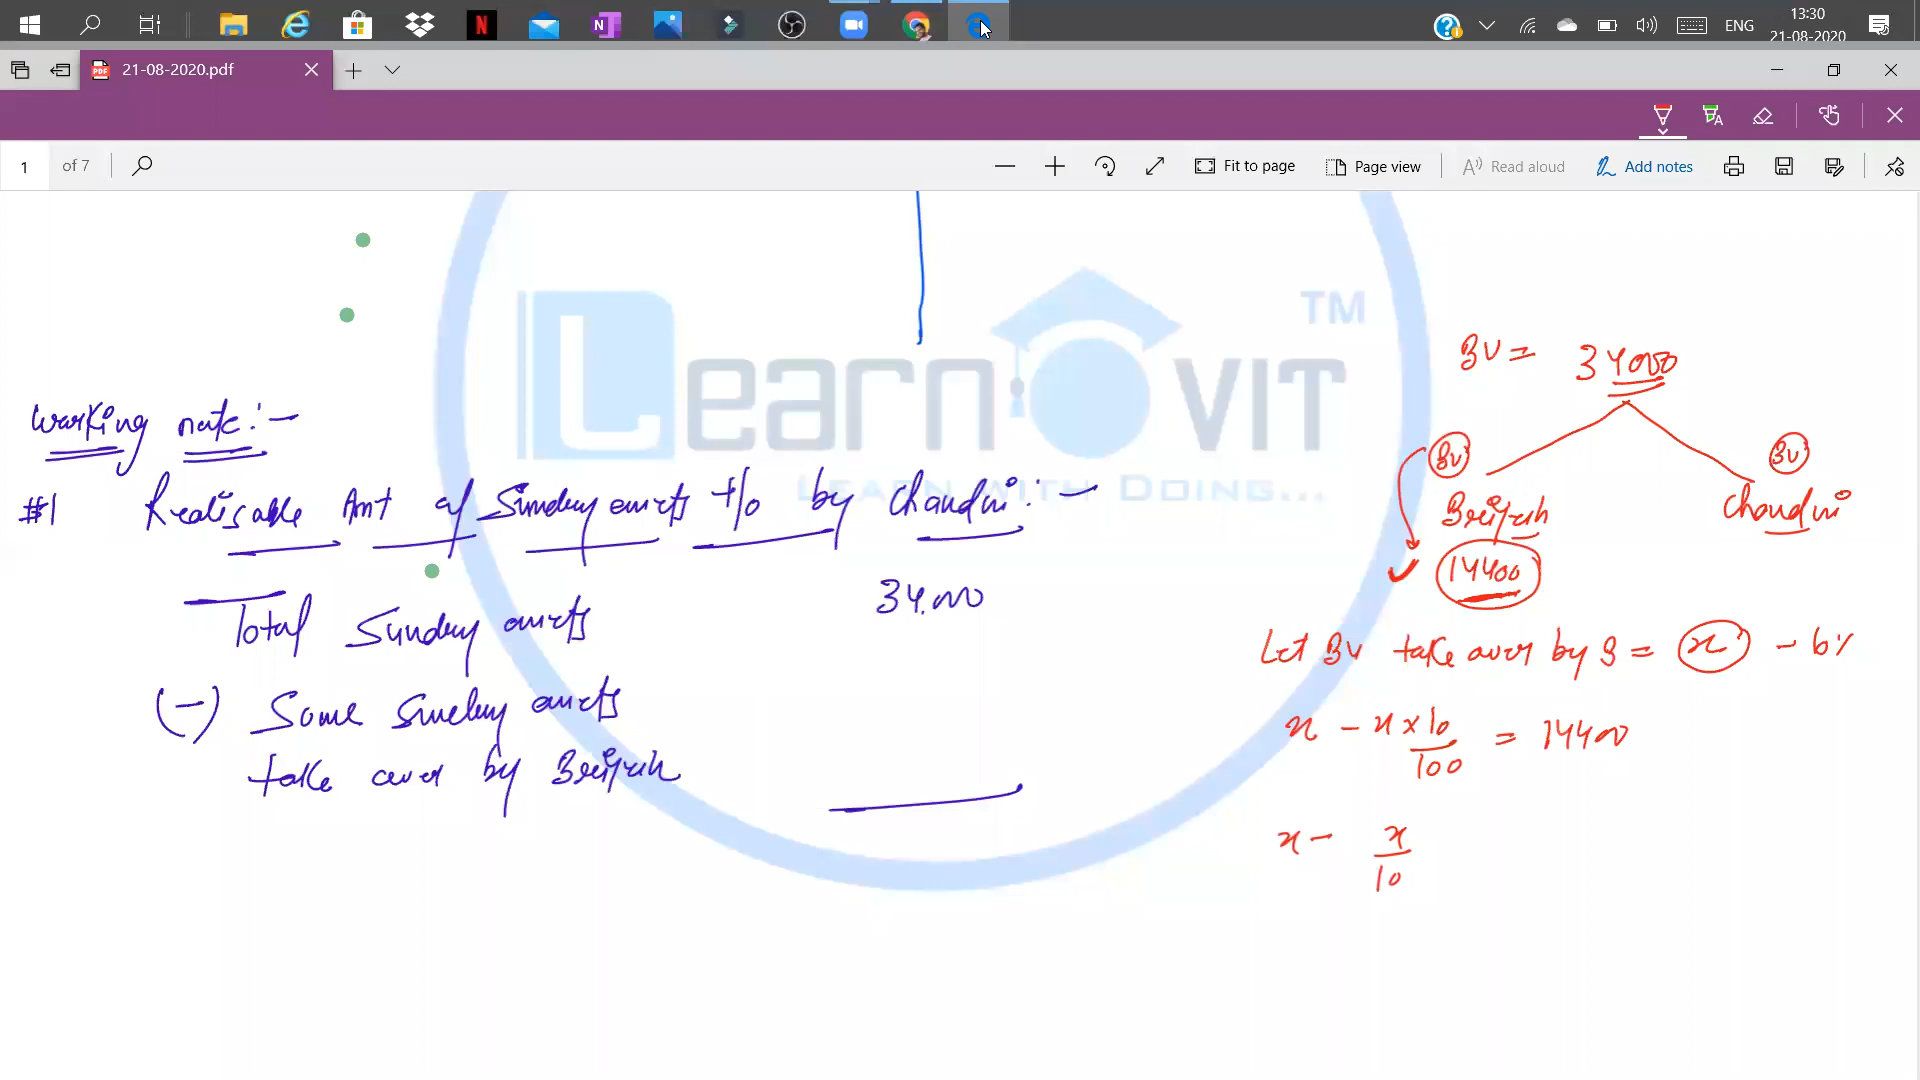 ENG
13:30
21-08-2020
21-08-2020.pdf
1 of 7
Fit to page
Page view
Read aloud
Add notes
LEARNOVIT
TM
LEARN WITH DOING...
Working note:-
#1 Realisable Amt of Sundry assets t/o by Chandni:-
Total Sundry assets 34,000
(-) Some Sundry assets
take over by Brijesh
BV = 34000
BV
BV
Brijesh
Chandni
14400
Let BV take over by B = x
x - x × 10/100 = 14400
x - x/10